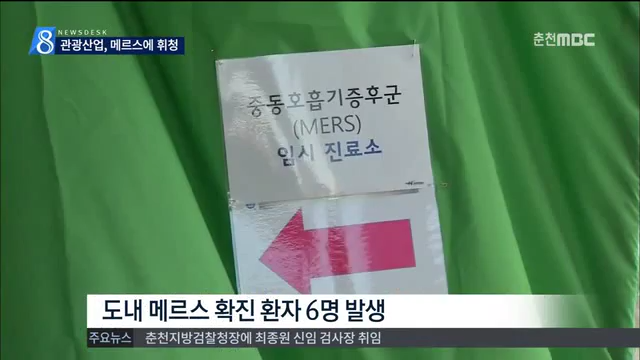 8 NEWSDESK
관광산업, 메르스에 휘청
춘천MBC
중동호흡기증후군
(MERS)
임시 진료소
도내 메르스 확진 환자 6명 발생
주요뉴스 춘천지방검찰청장에 최종원 신임 검사장 취임